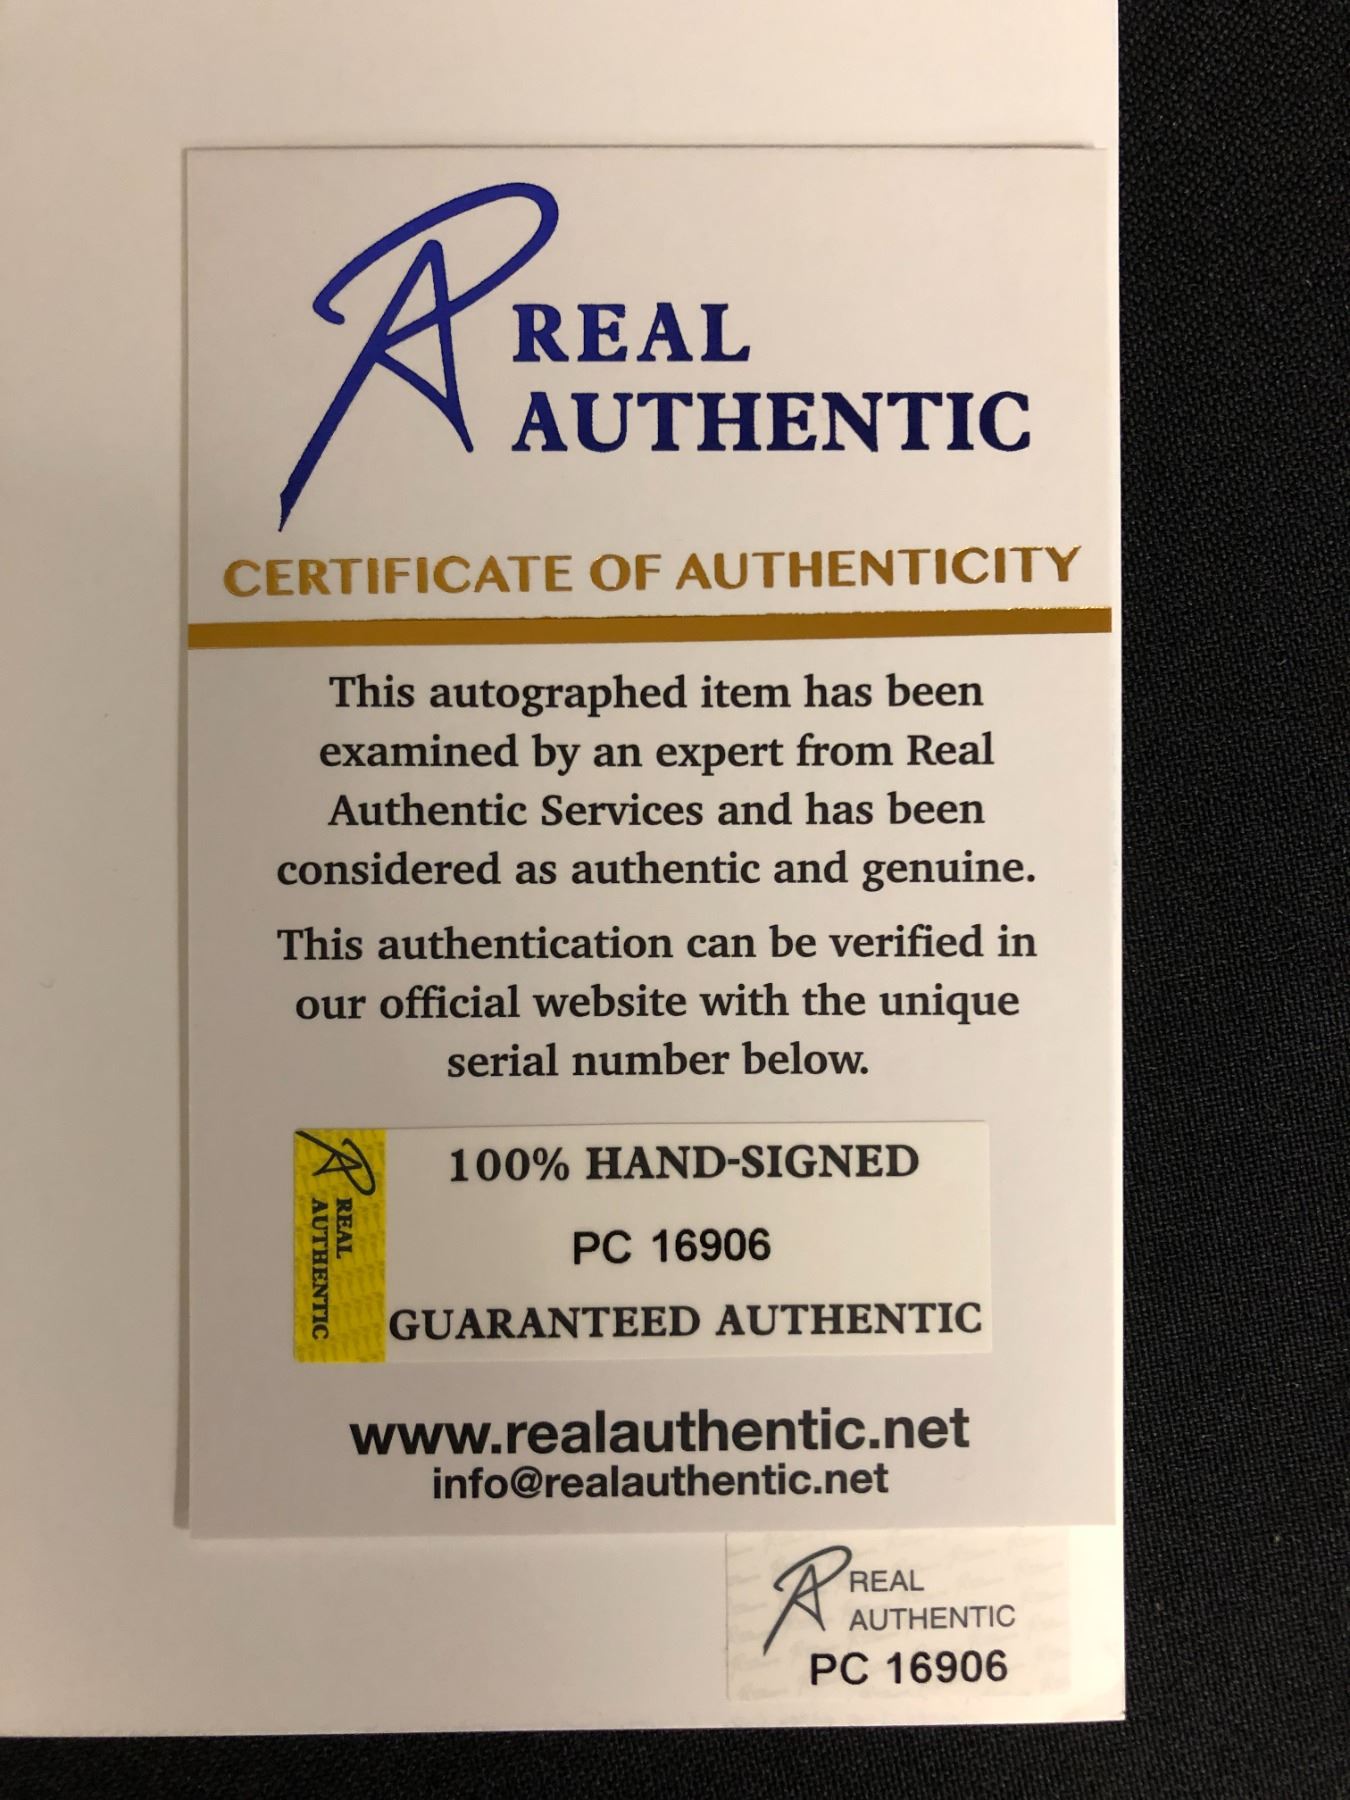 REAL
AUTHENTIC
CERTIFICATE OF AUTHENTICITY
This autographed item has been
examined by an expert from Real
Authentic Services and has been
considered as authentic and genuine.
This authentication can be verified in
our official website with the unique
serial number below.
REAL
AUTHENTIC
100% HAND-SIGNED
PC 16906
GUARANTEED AUTHENTIC
www.realauthentic.net
info@realauthentic.net
REAL
AUTHENTIC
PC 16906